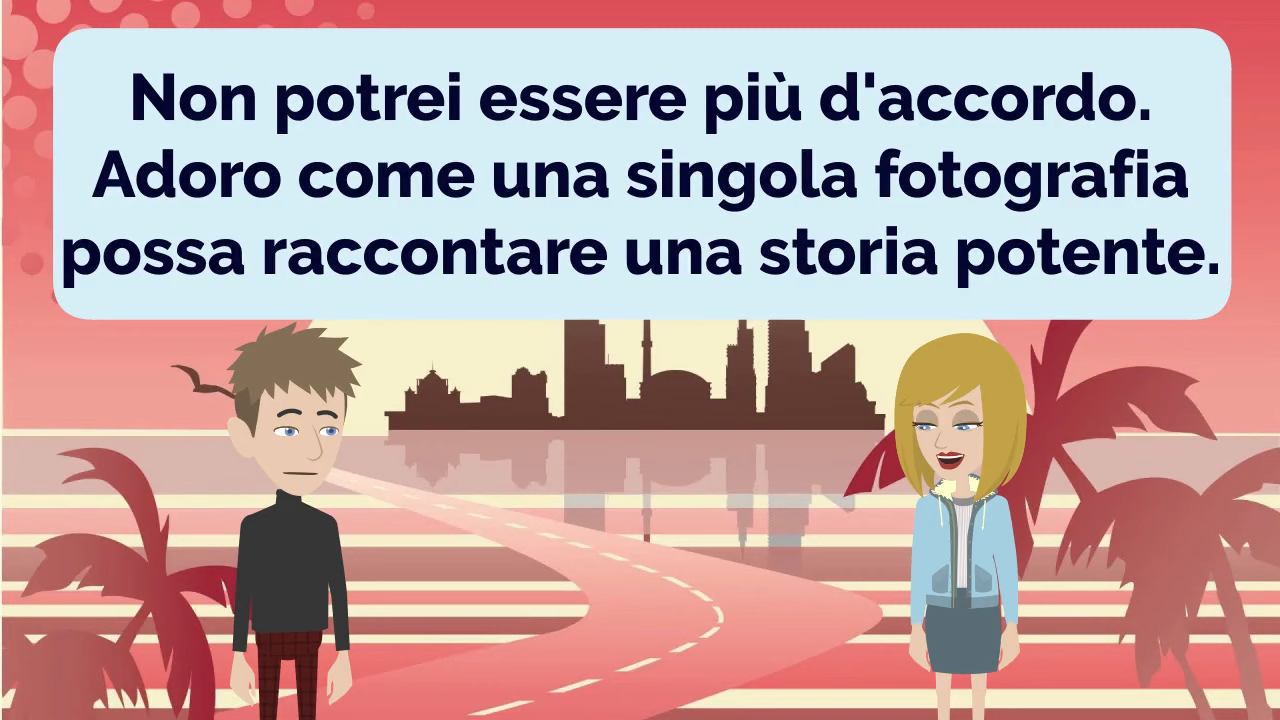 Non potrei essere più d'accordo.
Adoro come una singola fotografia
possa raccontare una storia potente.